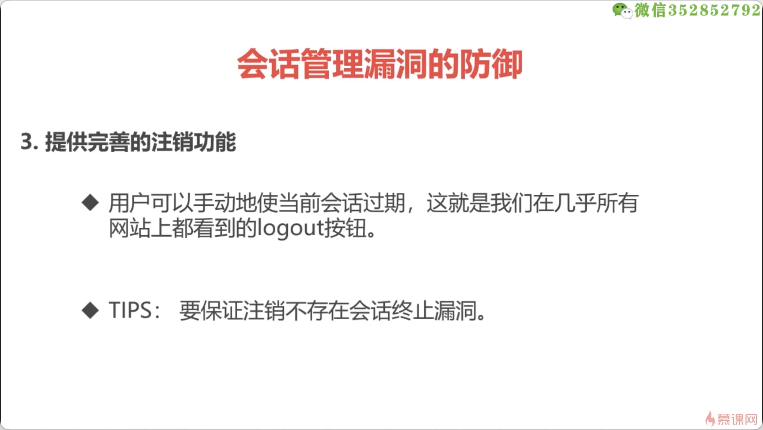 微信352852792
会话管理漏洞的防御
3. 提供完善的注销功能
◆ 用户可以手动地使当前会话过期，这就是我们在几乎所有
网站上都看到的logout按钮。
◆ TIPS： 要保证注销不存在会话终止漏洞。
慕课网